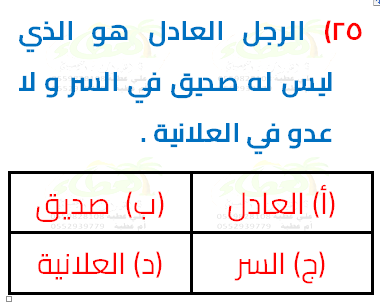 ٢٥) الرجل العادل هو الذي
ليس له صديق في السر و لا
عدو في العلانية .
(أ) العادل
(ب) صديق
(ج) السر
(د) العلانية